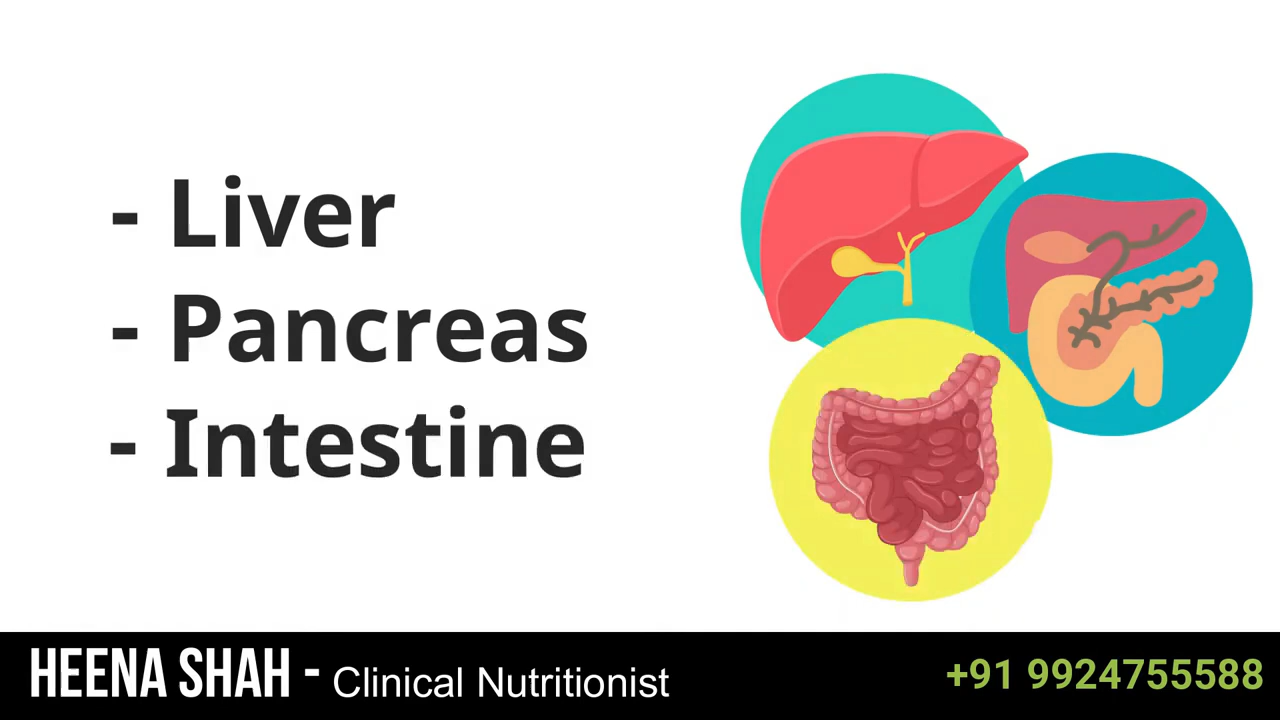 - Liver
- Pancreas
- Intestine
HEENA SHAH - Clinical Nutritionist
+91 9924755588